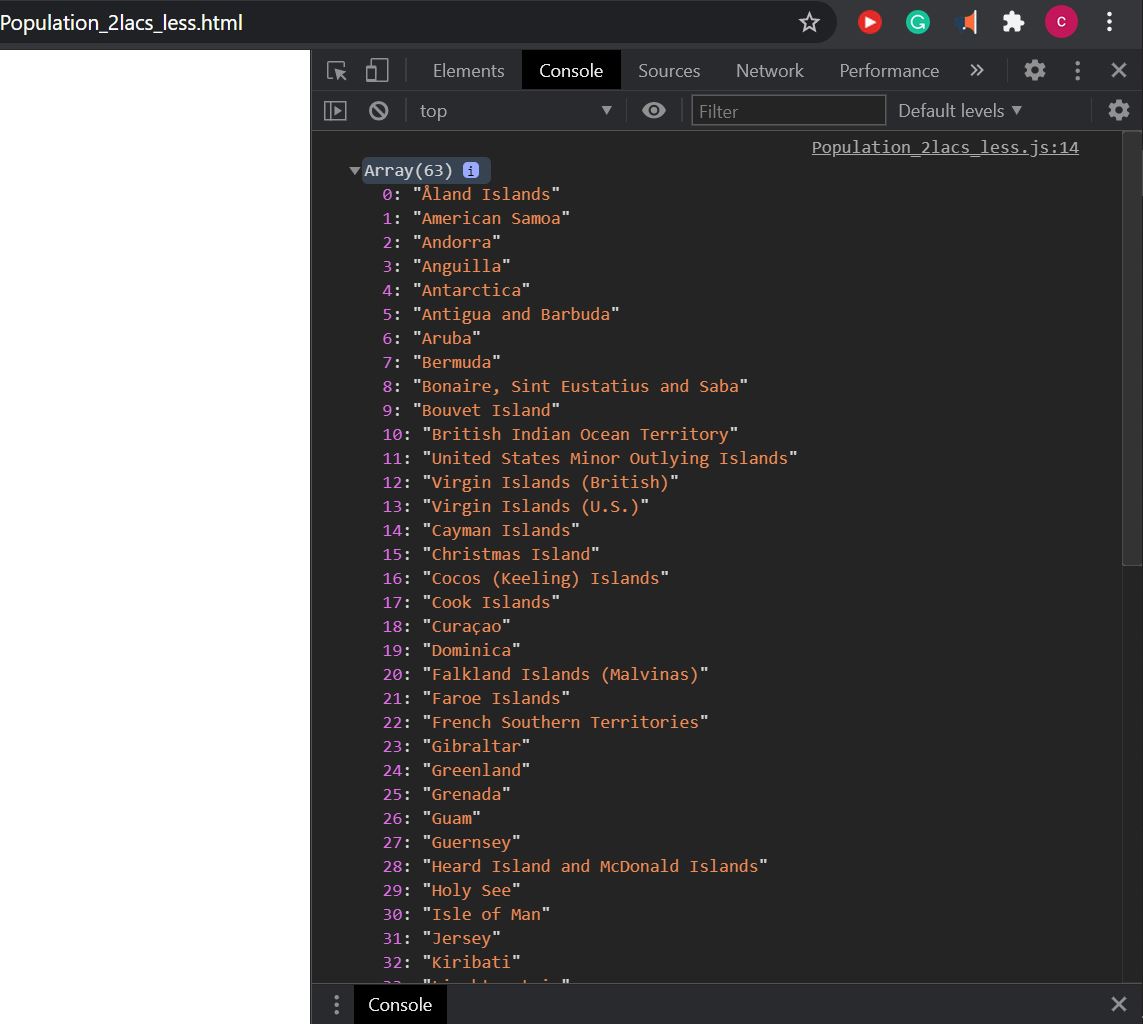 Population_2lacs_less.html
C
Elements Console Sources Network Performance »
top Filter Default levels
Population_2lacs_less.js:14
Array(63) i
0: "Åland Islands"
1: "American Samoa"
2: "Andorra"
3: "Anguilla"
4: "Antarctica"
5: "Antigua and Barbuda"
6: "Aruba"
7: "Bermuda"
8: "Bonaire, Sint Eustatius and Saba"
9: "Bouvet Island"
10: "British Indian Ocean Territory"
11: "United States Minor Outlying Islands"
12: "Virgin Islands (British)"
13: "Virgin Islands (U.S.)"
14: "Cayman Islands"
15: "Christmas Island"
16: "Cocos (Keeling) Islands"
17: "Cook Islands"
18: "Curaçao"
19: "Dominica"
20: "Falkland Islands (Malvinas)"
21: "Faroe Islands"
22: "French Southern Territories"
23: "Gibraltar"
24: "Greenland"
25: "Grenada"
26: "Guam"
27: "Guernsey"
28: "Heard Island and McDonald Islands"
29: "Holy See"
30: "Isle of Man"
31: "Jersey"
32: "Kiribati"
Console